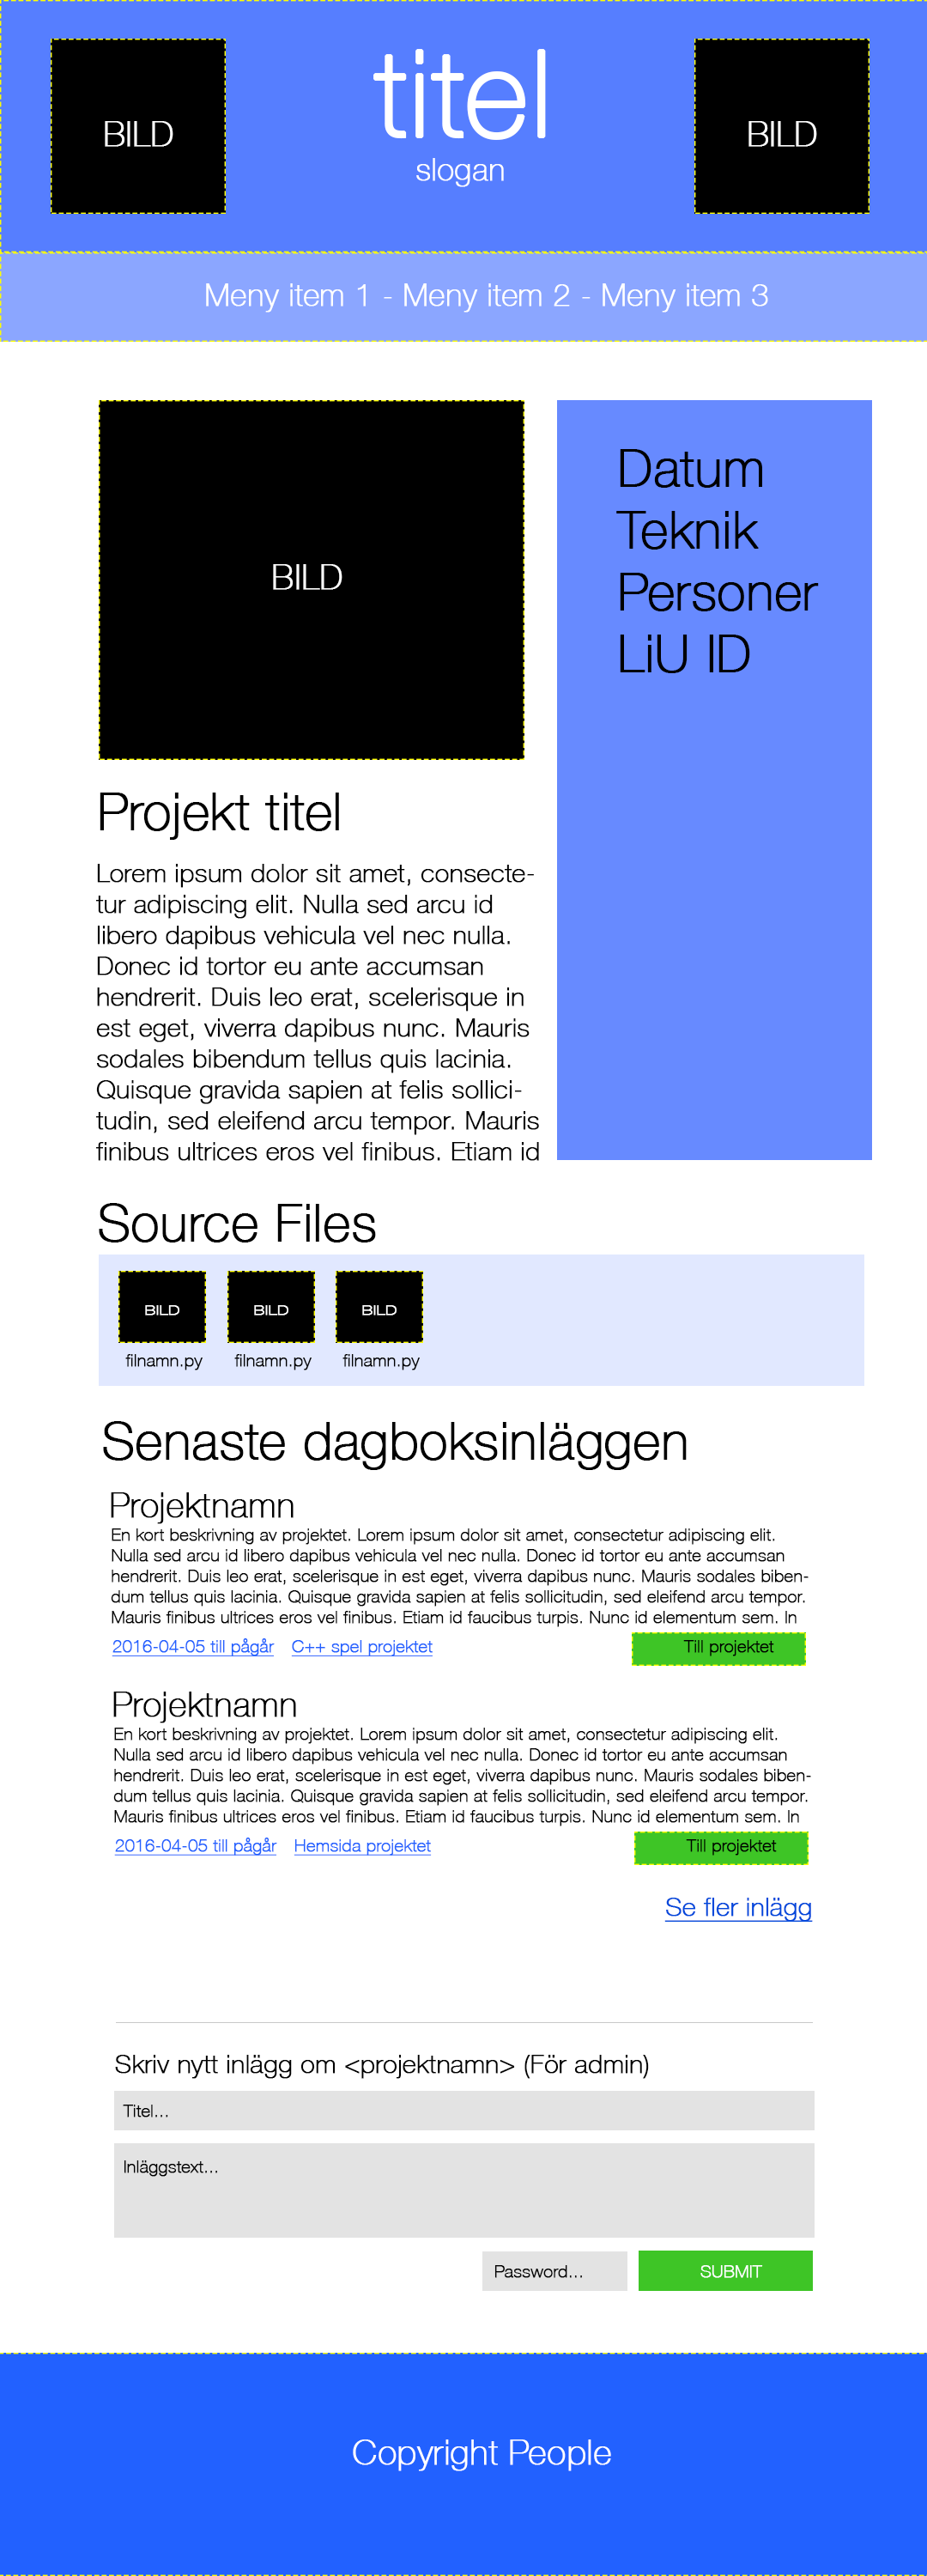 BILD
titel
slogan
BILD
Meny item 1 - Meny item 2 - Meny item 3
BILD
Datum
Teknik
Personer
LiU ID
Projekt titel
Lorem ipsum dolor sit amet, consecte-
tur adipiscing elit. Nulla sed arcu id
libero dapibus vehicula vel nec nulla.
Donec id tortor eu ante accumsan
hendrerit. Duis leo erat, scelerisque in
est eget, viverra dapibus nunc. Mauris
sodales bibendum tellus quis lacinia.
Quisque gravida sapien at felis sollici-
tudin, sed eleifend arcu tempor. Mauris
finibus ultrices eros vel finibus. Etiam id
Source Files
BILD BILD BILD
filnamn.py filnamn.py filnamn.py
Senaste dagboksinläggen
Projektnamn
En kort beskrivning av projektet. Lorem ipsum dolor sit amet, consectetur adipiscing elit.
Nulla sed arcu id libero dapibus vehicula vel nec nulla. Donec id tortor eu ante accumsan
hendrerit. Duis leo erat, scelerisque in est eget, viverra dapibus nunc. Mauris sodales biben-
dum tellus quis lacinia. Quisque gravida sapien at felis sollicitudin, sed eleifend arcu tempor.
Mauris finibus ultrices eros vel finibus. Etiam id faucibus turpis. Nunc id elementum sem. In
2016-04-05 till pågår C++ spel projektet Till projektet
Projektnamn
En kort beskrivning av projektet. Lorem ipsum dolor sit amet, consectetur adipiscing elit.
Nulla sed arcu id libero dapibus vehicula vel nec nulla. Donec id tortor eu ante accumsan
hendrerit. Duis leo erat, scelerisque in est eget, viverra dapibus nunc. Mauris sodales biben-
dum tellus quis lacinia. Quisque gravida sapien at felis sollicitudin, sed eleifend arcu tempor.
Mauris finibus ultrices eros vel finibus. Etiam id faucibus turpis. Nunc id elementum sem. In
2016-04-05 till pågår Hemsida projektet Till projektet
Se fler inlägg
Skriv nytt inlägg om <projektnamn> (För admin)
Titel...
Inläggstext...
Password... SUBMIT
Copyright People